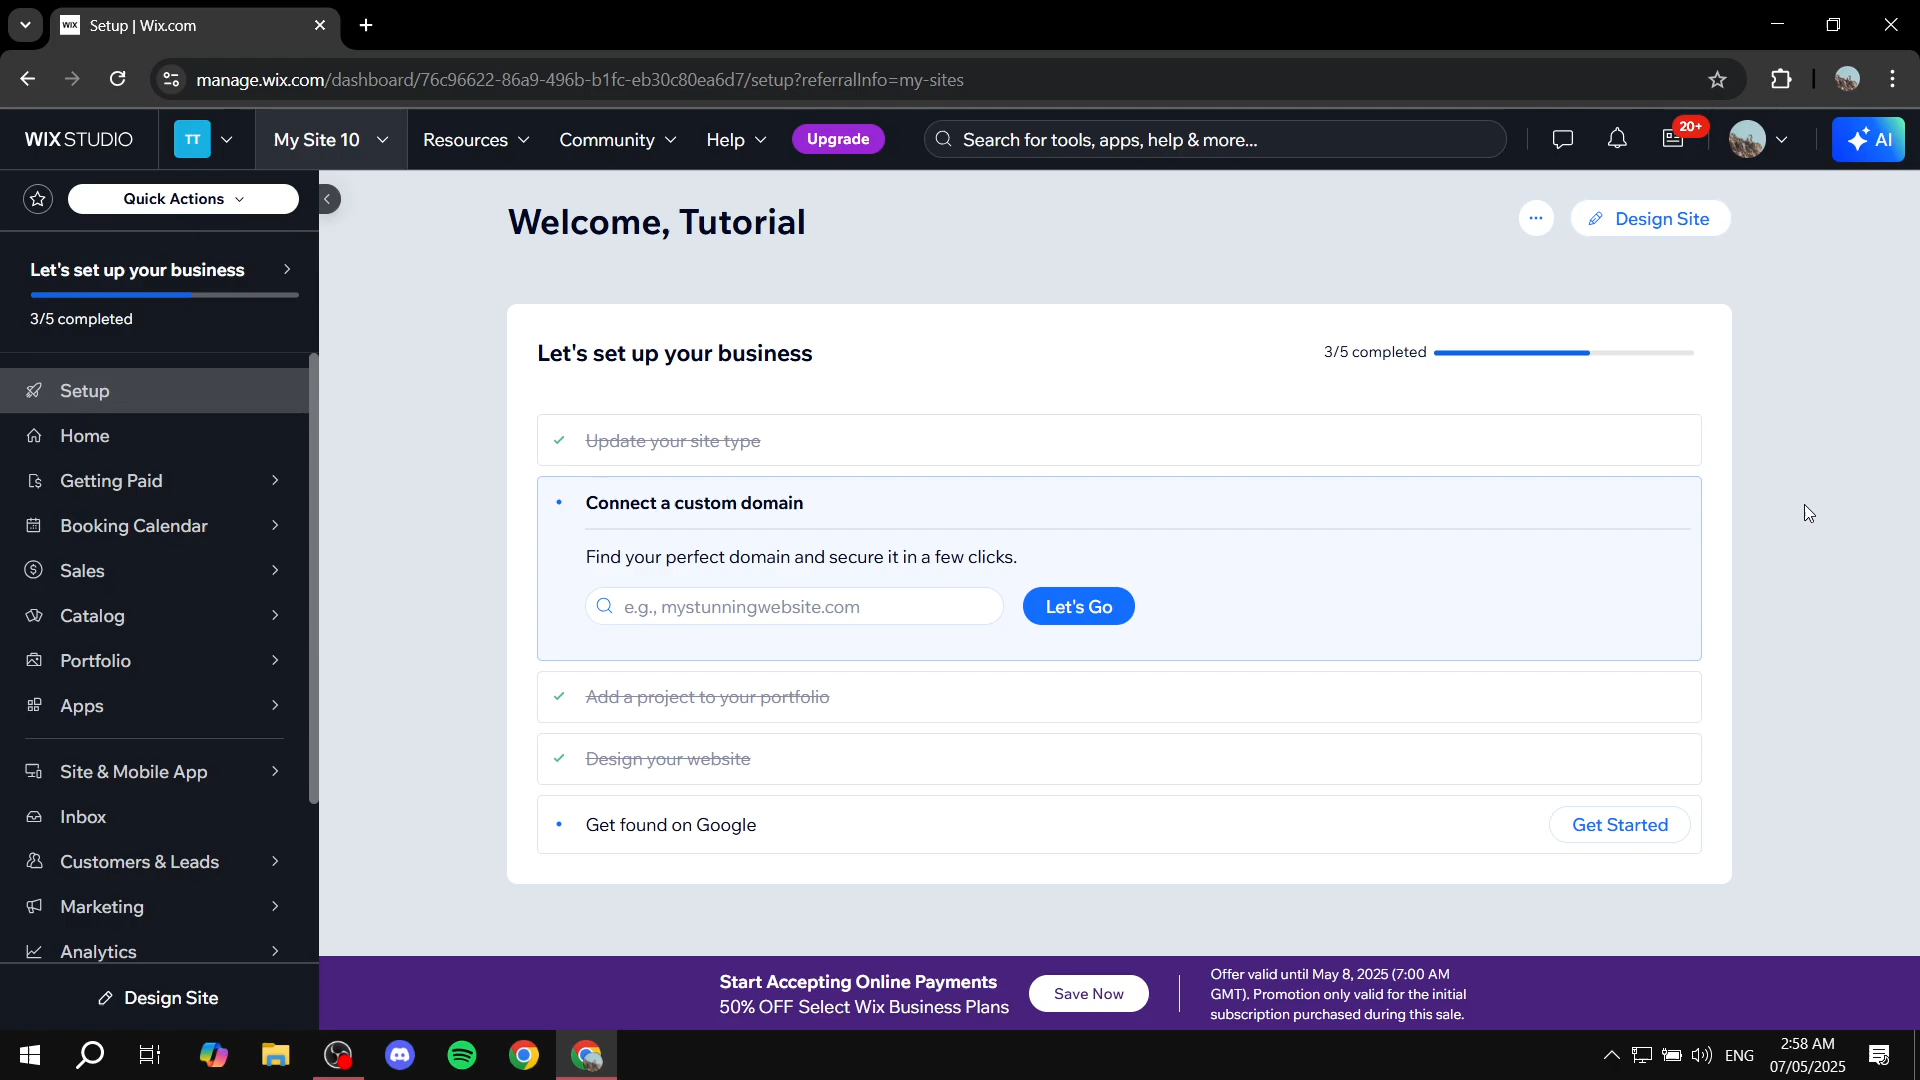 WIX
Setup | Wix.com
manage.wix.com/dashboard/76c96622-86a9-496b-b1fc-eb30c80ea6d7/setup?referralInfo=my-sites
WIX STUDIO
TT
My Site 10
Resources
Community
Help
Upgrade
Search for tools, apps, help & more...
20+
AI
Quick Actions
Let's set up your business
3/5 completed
Setup
Home
Getting Paid
Booking Calendar
Sales
Catalog
Portfolio
Apps
Site & Mobile App
Inbox
Customers & Leads
Marketing
Analytics
Design Site
Welcome, Tutorial
Design Site
Let's set up your business
3/5 completed
Update your site type
Connect a custom domain
Find your perfect domain and secure it in a few clicks.
e.g., mystunningwebsite.com
Let's Go
Add a project to your portfolio
Design your website
Get found on Google
Get Started
Start Accepting Online Payments
50% OFF Select Wix Business Plans
Save Now
Offer valid until May 8, 2025 (7:00 AM
GMT). Promotion only valid for the initial
subscription purchased during this sale.
ENG
2:58 AM
07/05/2025